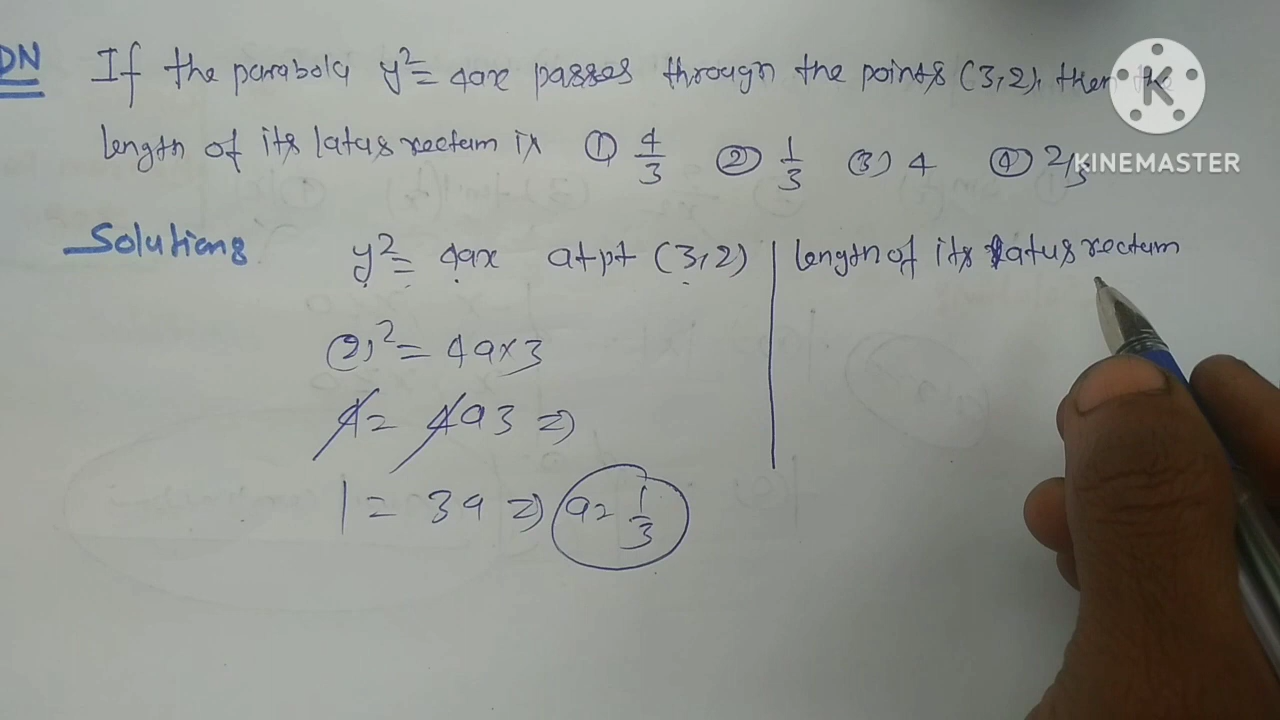 QN If the parabola y² = 4ax passes through the points (3,2), then the
length of its latus rectum is ① 4/3 ② 1/3 (3) 4 ④ 2/3
KINEMASTER
Solutions y² = 4ax at pt (3,2) length of its latus rectum
(2)² = 4a×3
4 = 4a3 ⇒
1 = 3a ⇒ a = 1/3